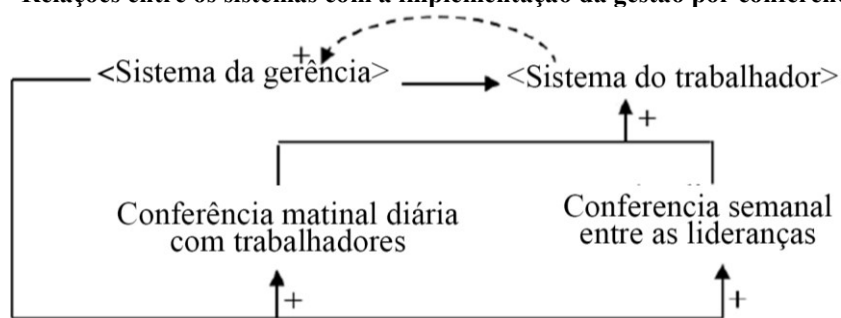 Relações entre os sistemas com a implementação da gestão por conferên
+
<Sistema da gerência>
<Sistema do trabalhador>
+
Conferência matinal diária
com trabalhadores
Conferencia semanal
entre as lideranças
+
+